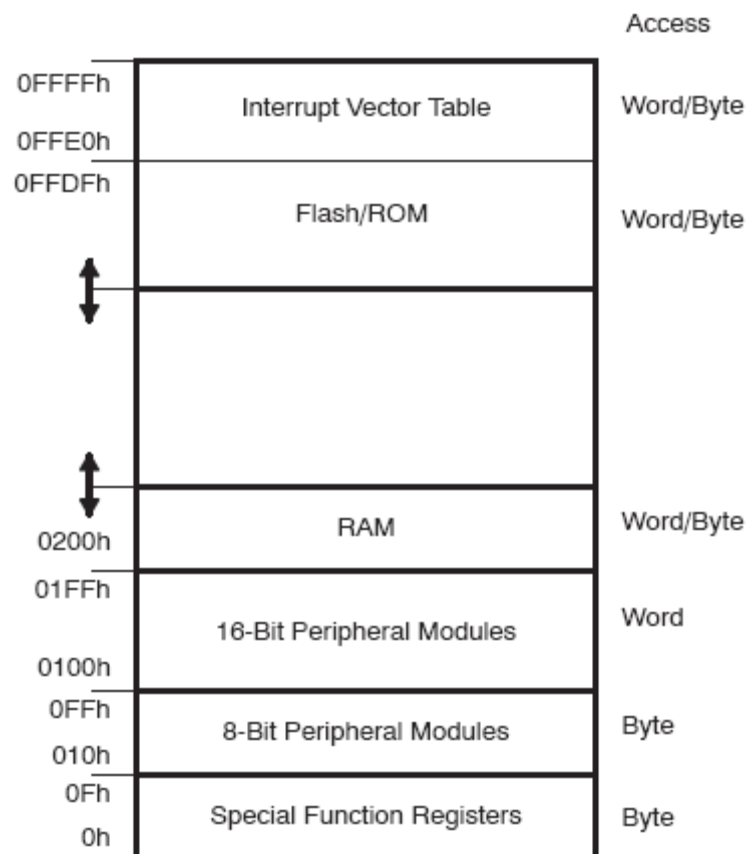 Access
0FFFFh
Interrupt Vector Table
Word/Byte
0FFE0h
0FFDFh
Flash/ROM
Word/Byte
RAM
Word/Byte
0200h
01FFh
16-Bit Peripheral Modules
Word
0100h
0FFh
8-Bit Peripheral Modules
Byte
010h
0Fh
Special Function Registers
Byte
0h